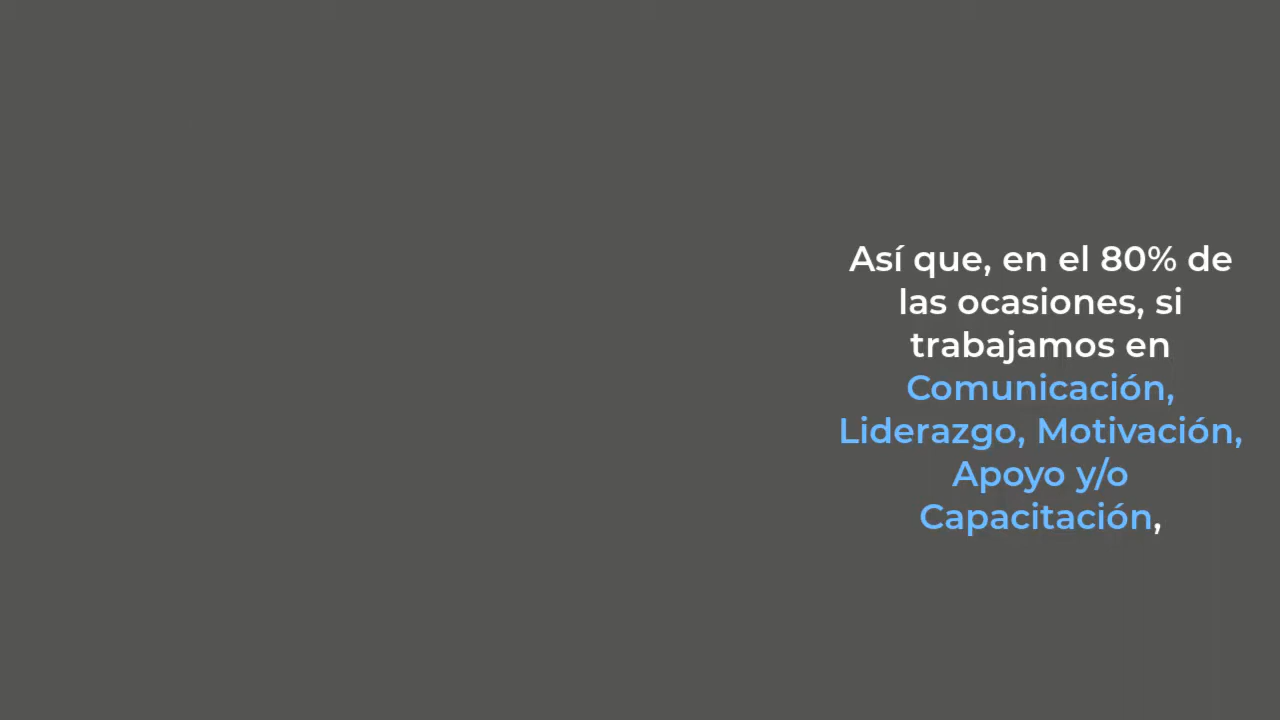 Así que, en el 80% de
las ocasiones, si
trabajamos en
Comunicación,
Liderazgo, Motivación,
Apoyo y/o
Capacitación,